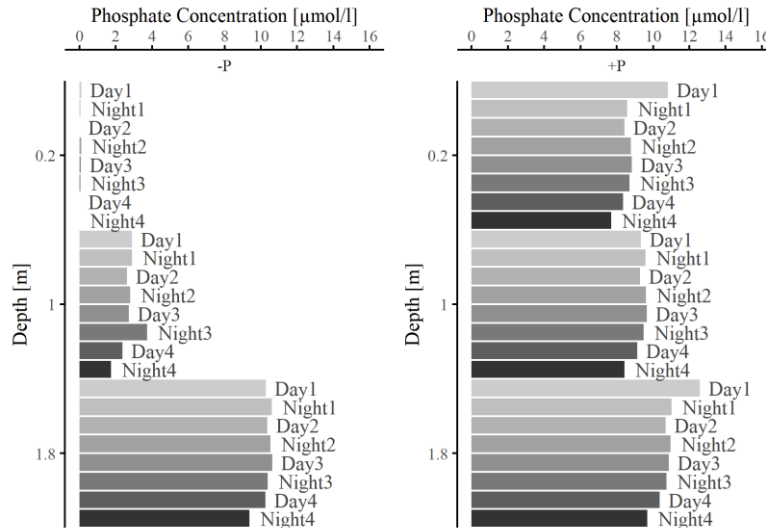 Phosphate Concentration [µmol/l]
0 2 4 6 8 10 12 14 16
-P
Depth [m]
0.2
Day1
Night1
Day2
Night2
Day3
Night3
Day4
Night4
1
Day1
Night1
Day2
Night2
Day3
Night3
Day4
Night4
1.8
Day1
Night1
Day2
Night2
Day3
Night3
Day4
Night4
Phosphate Concentration [µmol/l]
0 2 4 6 8 10 12 14 16
+P
Depth [m]
0.2
Day1
Night1
Day2
Night2
Day3
Night3
Day4
Night4
1
Day1
Night1
Day2
Night2
Day3
Night3
Day4
Night4
1.8
Day1
Night1
Day2
Night2
Day3
Night3
Day4
Night4